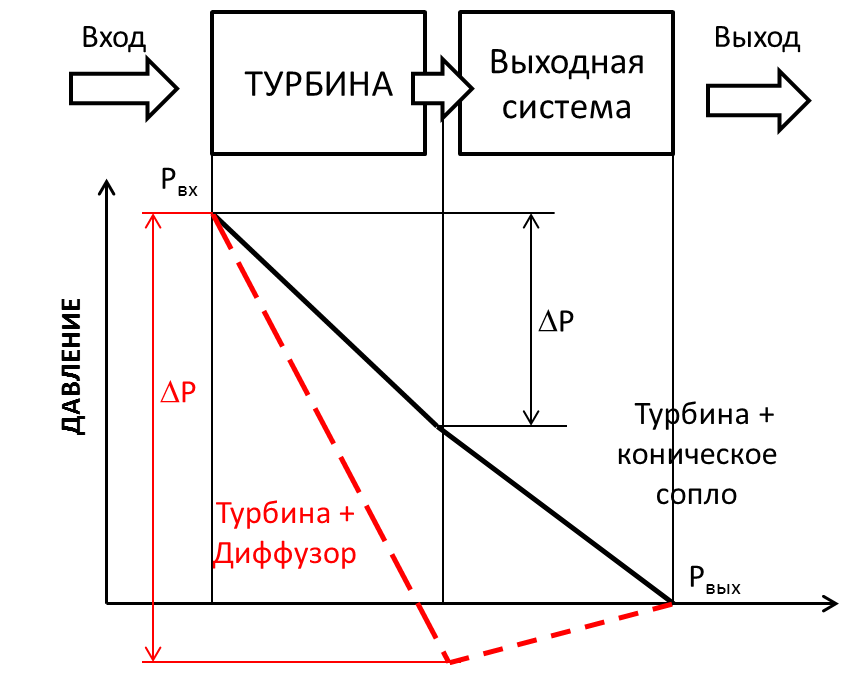 Вход
ТУРБИНА
Выходная
система
Выход
Pвх
ДАВЛЕНИЕ
ΔP
ΔP
Турбина +
коническое
сопло
Турбина +
Диффузор
Pвых